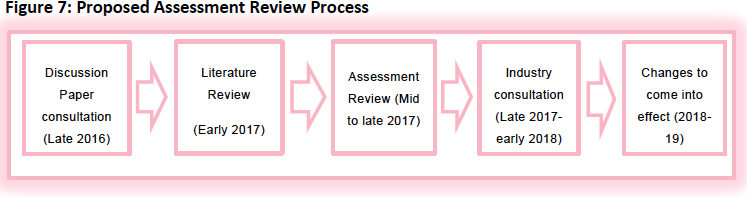 Figure 7: Proposed Assessment Review Process
Discussion
Paper
consultation
(Late 2016)
Literature
Review
(Early 2017)
Assessment
Review (Mid
to late 2017)
Industry
consultation
(Late 2017-
early 2018)
Changes to
come into
effect (2018-
19)